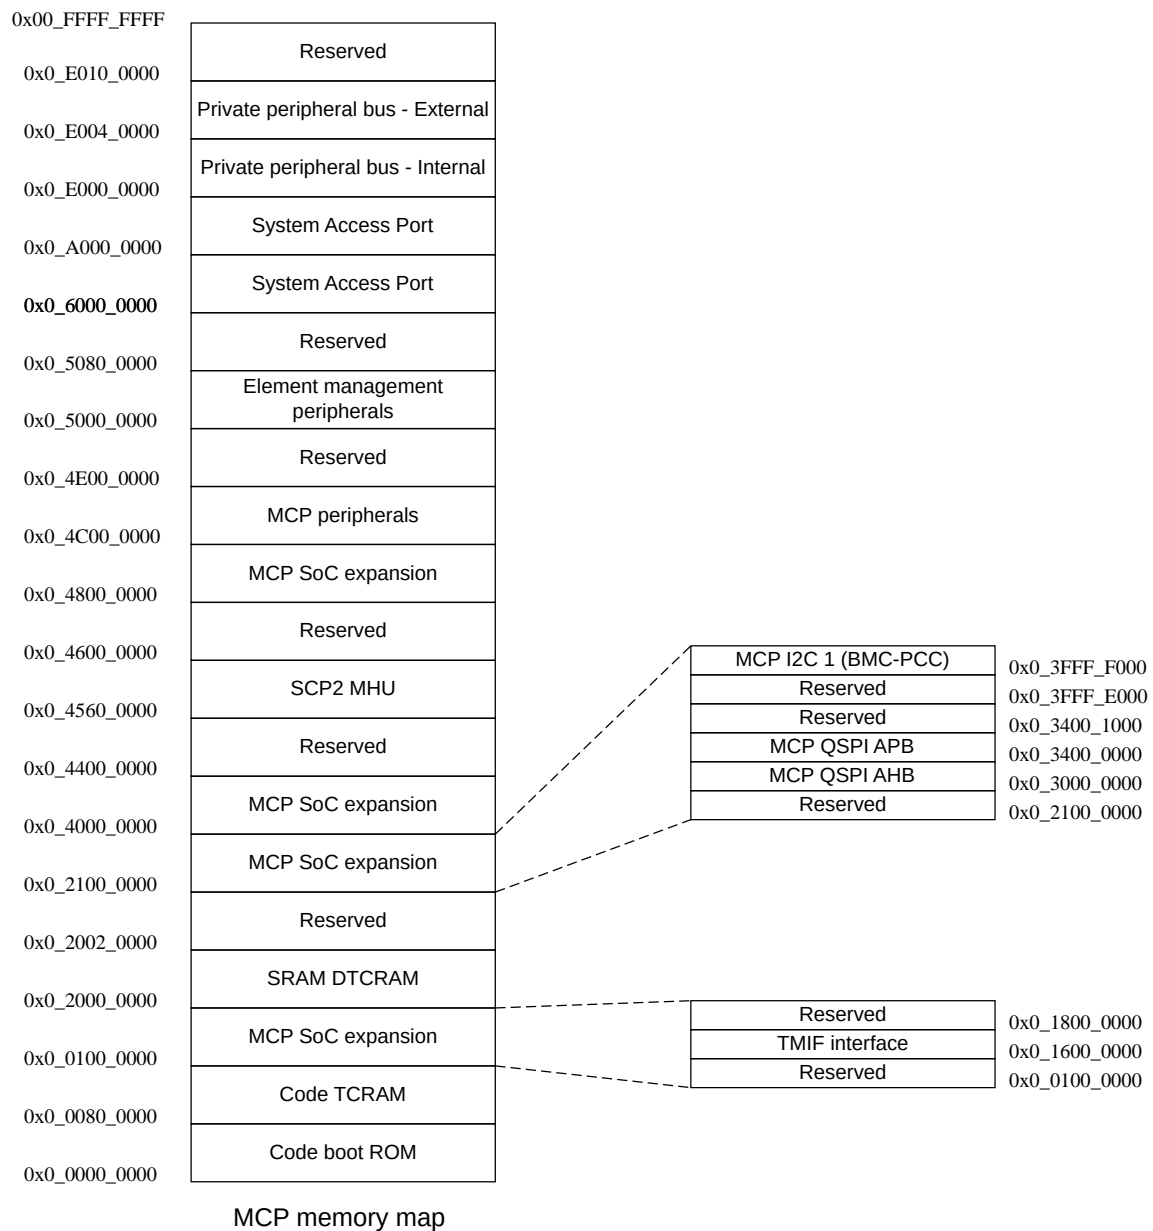 0x00_FFFF_FFFF
Reserved
0x0_E010_0000
Private peripheral bus - External
0x0_E004_0000
Private peripheral bus - Internal
0x0_E000_0000
System Access Port
0x0_A000_0000
System Access Port
0x0_6000_0000
Reserved
0x0_5080_0000
Element management
peripherals
0x0_5000_0000
Reserved
0x0_4E00_0000
MCP peripherals
0x0_4C00_0000
MCP SoC expansion
0x0_4800_0000
Reserved
0x0_4600_0000
SCP2 MHU
0x0_4560_0000
Reserved
0x0_4400_0000
MCP SoC expansion
0x0_4000_0000
MCP SoC expansion
0x0_2100_0000
Reserved
0x0_2002_0000
SRAM DTCRAM
0x0_2000_0000
MCP SoC expansion
0x0_0100_0000
Code TCRAM
0x0_0080_0000
Code boot ROM
0x0_0000_0000
MCP I2C 1 (BMC-PCC)
0x0_3FFF_F000
Reserved
0x0_3FFF_E000
Reserved
0x0_3400_1000
MCP QSPI APB
0x0_3400_0000
MCP QSPI AHB
0x0_3000_0000
Reserved
0x0_2100_0000
Reserved
0x0_1800_0000
TMIF interface
0x0_1600_0000
Reserved
0x0_0100_0000
MCP memory map